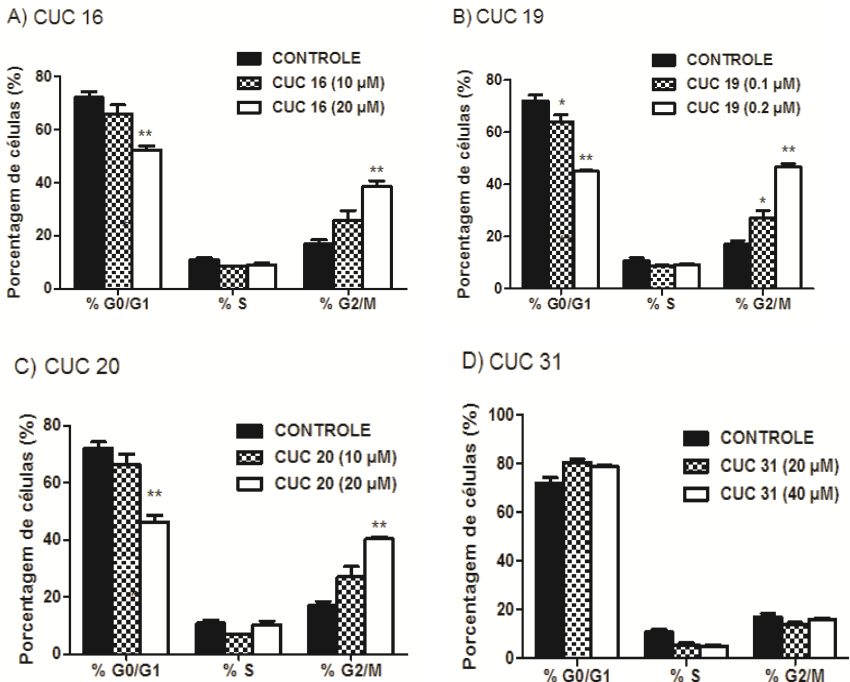 A) CUC 16
Porcentagem de células (%)
80
60
40
20
0
CONTROLE
CUC 16 (10 µM)
CUC 16 (20 µM)
**
**
% G0/G1
% S
% G2/M
B) CUC 19
Porcentagem de células (%)
80
60
40
20
0
CONTROLE
CUC 19 (0.1 µM)
CUC 19 (0.2 µM)
*
**
*
**
% G0/G1
% S
% G2/M
C) CUC 20
Porcentagem de células (%)
80
60
40
20
0
CONTROLE
CUC 20 (10 µM)
CUC 20 (20 µM)
**
**
% G0/G1
% S
% G2/M
D) CUC 31
Porcentagem de células (%)
100
80
60
40
20
0
CONTROLE
CUC 31 (20 µM)
CUC 31 (40 µM)
% G0/G1
% S
% G2/M